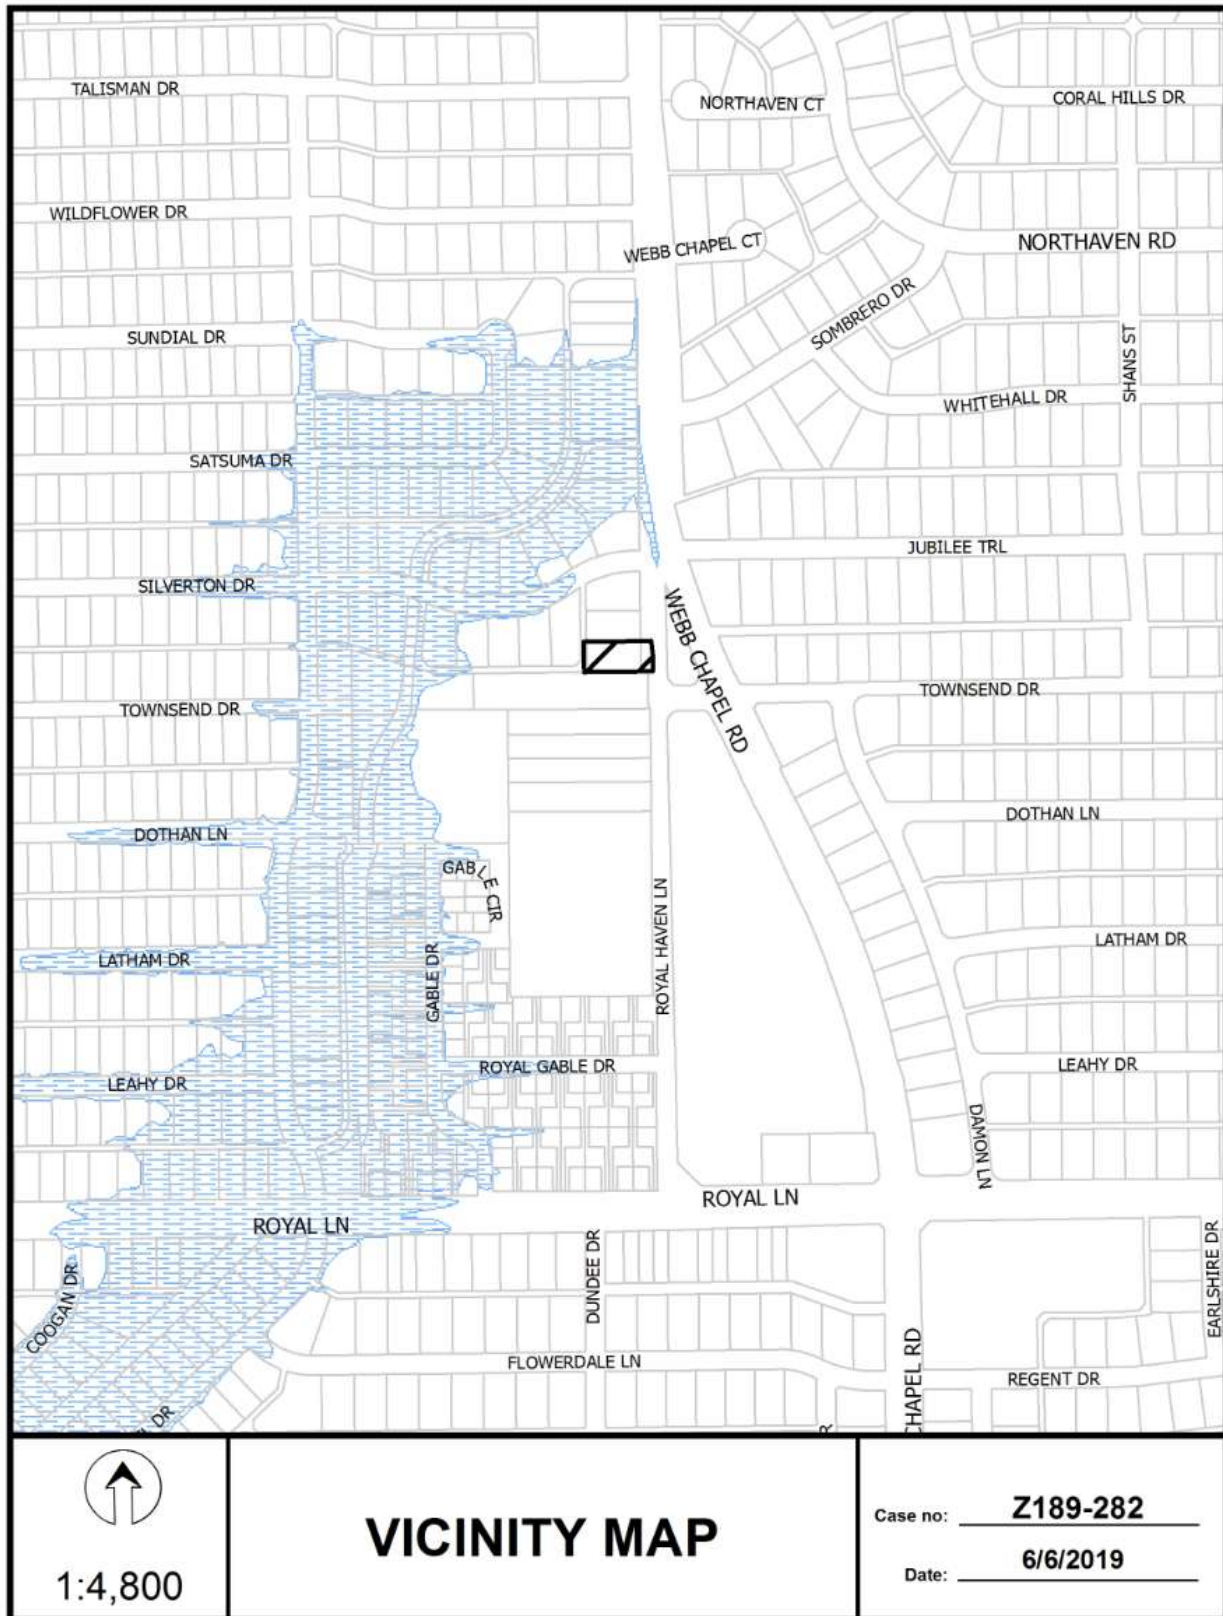 TALISMAN DR
NORTHAVEN CT
CORAL HILLS DR
WILDFLOWER DR
WEBB CHAPEL CT
NORTHAVEN RD
SOMBRERO DR
SUNDIAL DR
SHANS ST
WHITEHALL DR
SATSUMA DR
JUBILEE TRL
SILVERTON DR
WEBB CHAPEL RD
TOWNSEND DR
TOWNSEND DR
DOTHAN LN
DOTHAN LN
GABLE CIR
ROYAL HAVEN LN
LATHAM DR
LATHAM DR
GABLE DR
ROYAL GABLE DR
LEAHY DR
LEAHY DR
DAMON LN
ROYAL LN
ROYAL LN
DUNDEE DR
EARLSHIRE DR
COOGAN DR
FLOWERDALE LN
CHAPEL RD
REGENT DR
DR
R
1:4,800
VICINITY MAP
Case no: Z189-282
Date: 6/6/2019